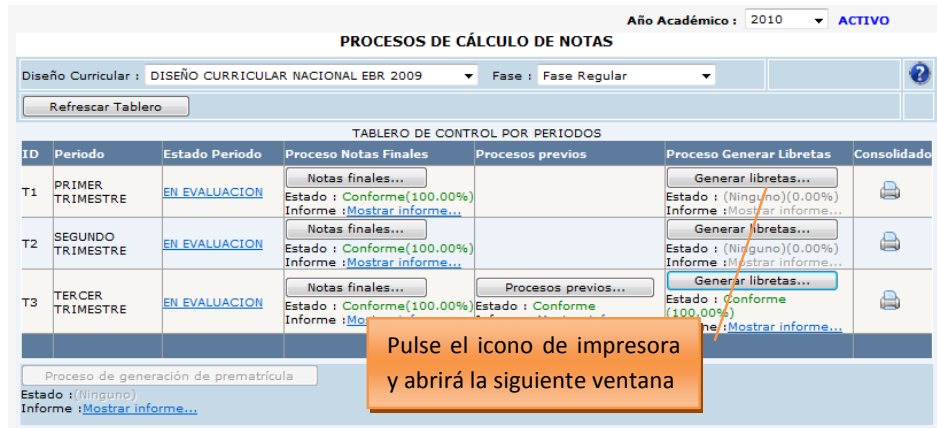 Año Académico : 2010 ACTIVO
PROCESOS DE CÁLCULO DE NOTAS
Diseño Curricular : DISEÑO CURRICULAR NACIONAL EBR 2009 Fase : Fase Regular
Refrescar Tablero
TABLERO DE CONTROL POR PERIODOS
ID Periodo Estado Periodo Proceso Notas Finales Procesos previos Proceso Generar Libretas Consolidado
T1 PRIMER TRIMESTRE EN EVALUACION
Notas finales...
Estado : Conforme(100.00%)
Informe :Mostrar informe...
Generar libretas...
Estado : (Ninguno)(0.00%)
Informe :Mostrar informe...
T2 SEGUNDO TRIMESTRE EN EVALUACION
Notas finales...
Estado : Conforme(100.00%)
Informe :Mostrar informe...
Generar libretas...
Estado : (Ninguno)(0.00%)
Informe :Mostrar informe...
T3 TERCER TRIMESTRE EN EVALUACION
Notas finales...
Estado : Conforme(100.00%)
Informe
Procesos previos...
Estado : Conforme
Generar libretas...
Estado : Conforme
(100.00%)
:Mostrar informe...
Pulse el icono de impresora
y abrirá la siguiente ventana
Proceso de generación de prematrícula
Estado :(Ninguno)
Informe :Mostrar informe...